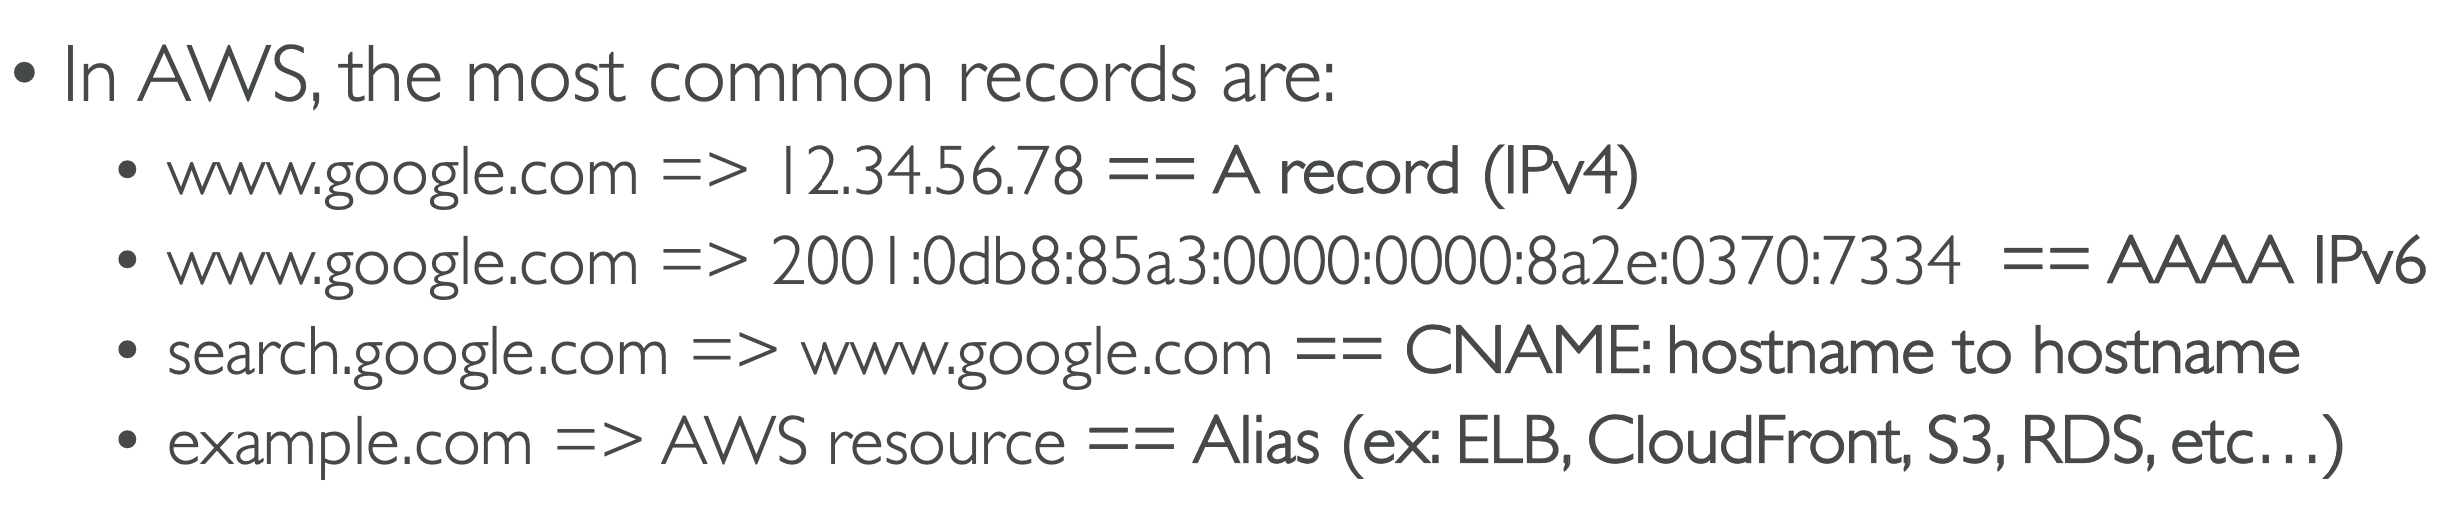 • In AWS, the most common records are:
• www.google.com => 12.34.56.78 == A record (IPv4)
• www.google.com => 2001:0db8:85a3:0000:0000:8a2e:0370:7334 == AAAA IPv6
• search.google.com => www.google.com == CNAME: hostname to hostname
• example.com => AWS resource == Alias (ex: ELB, CloudFront, S3, RDS, etc…)